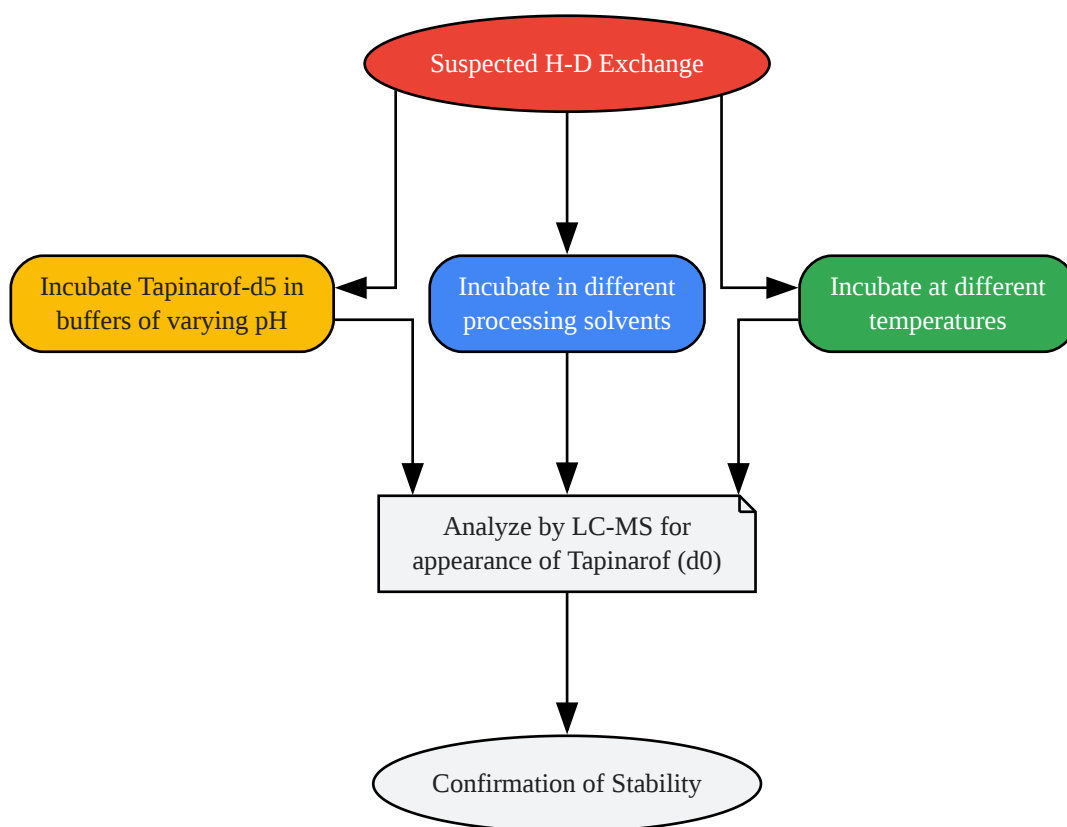 Suspected H-D Exchange
Incubate Tapinarof-d5 in
buffers of varying pH
Incubate in different
processing solvents
Incubate at different
temperatures
Analyze by LC-MS for
appearance of Tapinarof (d0)
Confirmation of Stability